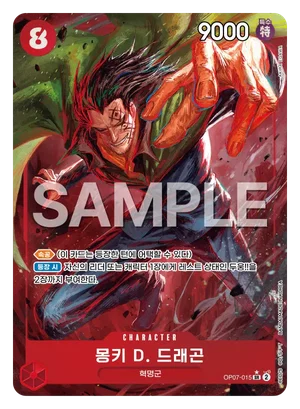 8
9000
특수
特
SAMPLE
속공 (이 카드는 등장한 턴에 어택할 수 있다)
등장 시 자신의 리더 또는 캐릭터 1장에게 레스트 상태인 두웅!!을
2장까지 부여한다.
CHARACTER
몽키 D. 드래곤
혁명군
OP07-015 SR 2